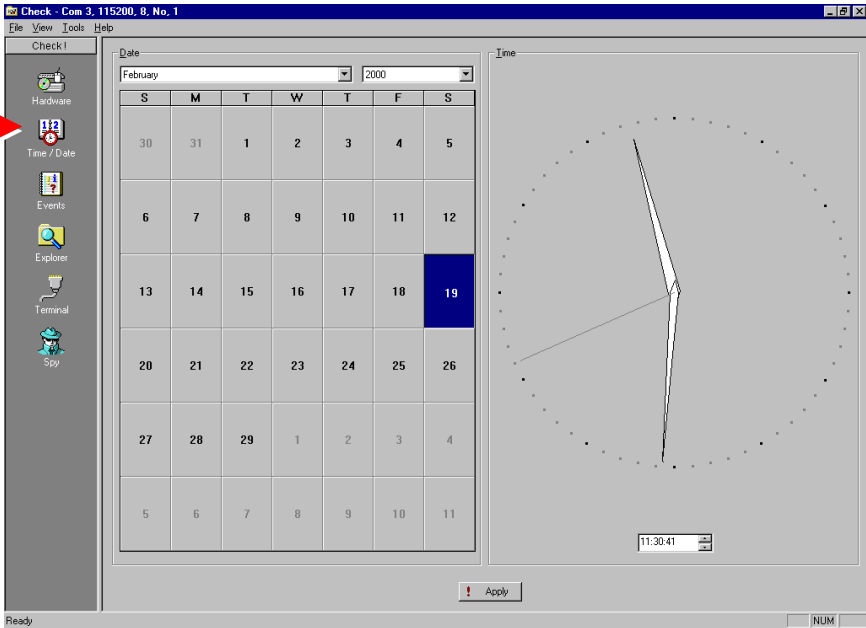 Check - Com 3, 115200, 8, No, 1
File View Tools Help
Check!
Hardware
Time / Date
Events
Explorer
Terminal
Spy
Date
February 2000
S M T W T F S
30 31 1 2 3 4 5
6 7 8 9 10 11 12
13 14 15 16 17 18 19
20 21 22 23 24 25 26
27 28 29 1 2 3 4
5 6 7 8 9 10 11
Time
11:30:41
! Apply
Ready NUM